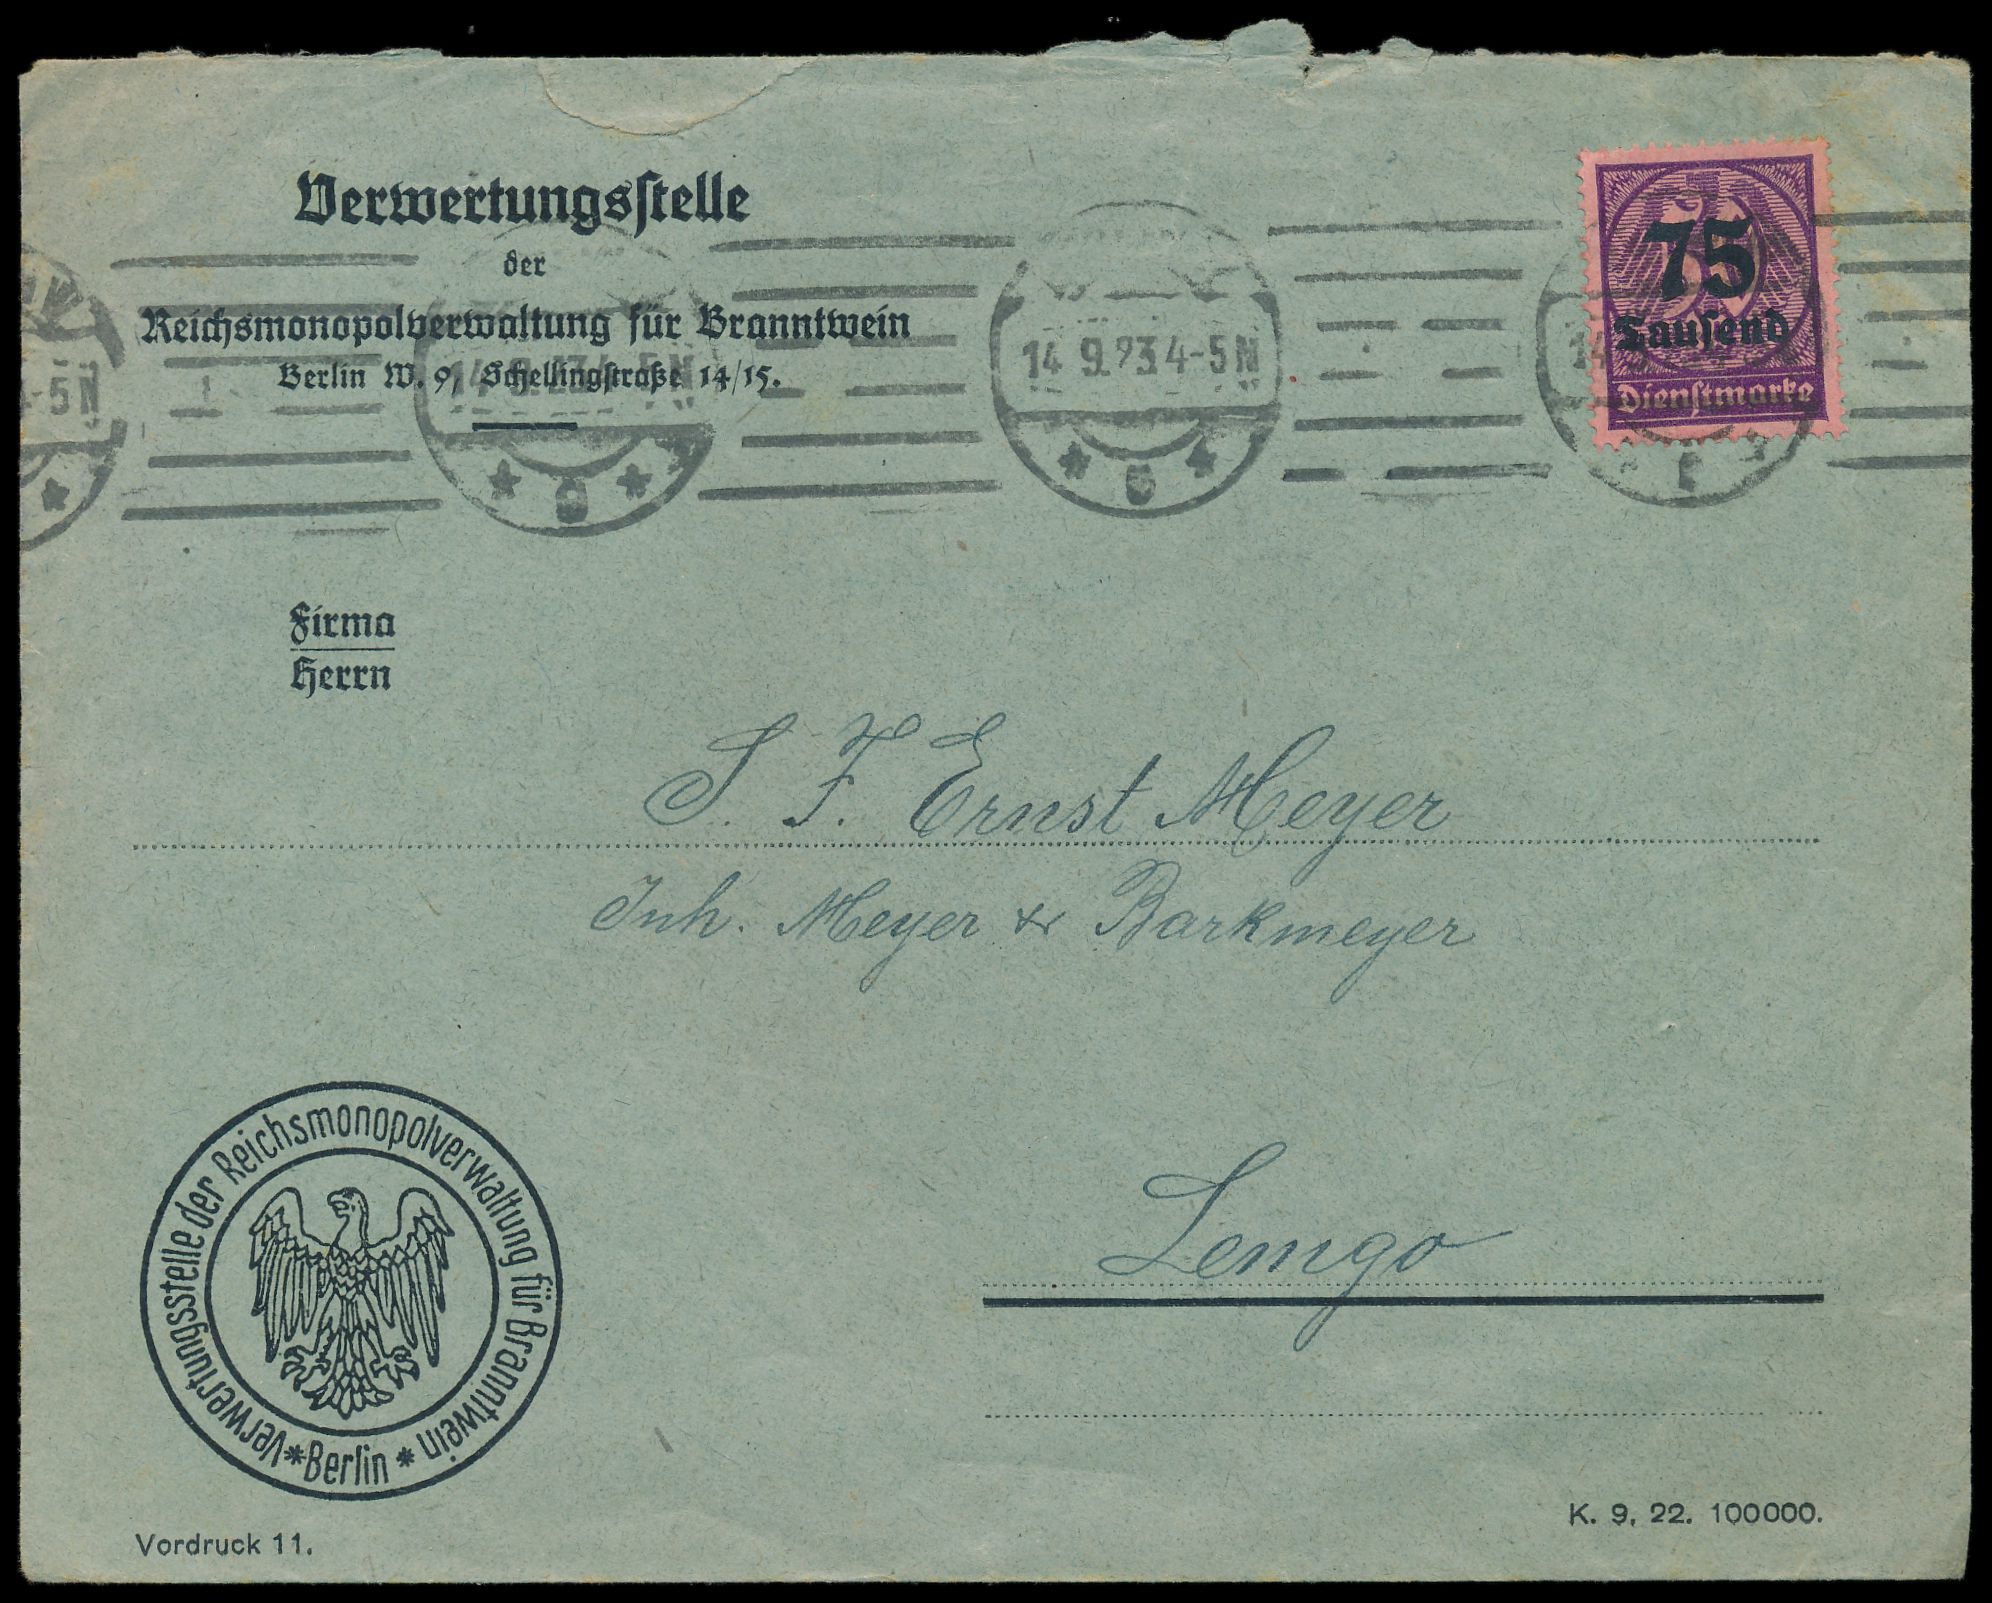 Verwertungsstelle
der
Reichsmonopolverwaltung für Branntwein
Berlin W. 9, Schellingstraße 14/15.
75
Tausend
Dienstmarke
14 9.23.4-5 N
Firma
Herrn
S. F. Ernst Meyer
Inh. Meyer & Barkmeyer
Lemgo
Verwertungsstelle der Reichsmonopolverwaltung für Branntwein
* Berlin *
Vordruck 11.
K. 9, 22. 100000.